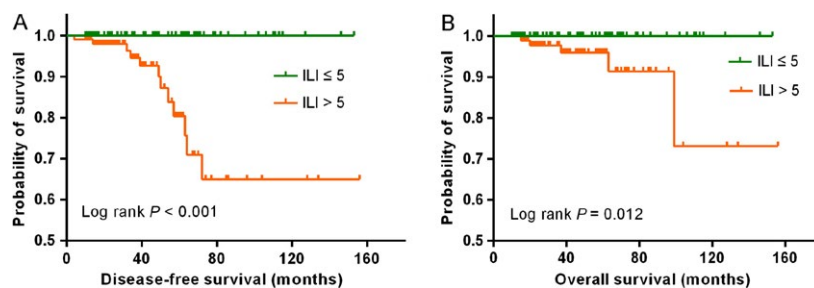 A
Probability of survival
1.0
0.9
0.8
0.7
0.6
0.5
ILI ≤ 5
ILI > 5
Log rank P < 0.001
0 40 80 120 160
Disease-free survival (months)
B
Probability of survival
1.0
0.9
0.8
0.7
0.6
0.5
ILI ≤ 5
ILI > 5
Log rank P = 0.012
0 40 80 120 160
Overall survival (months)